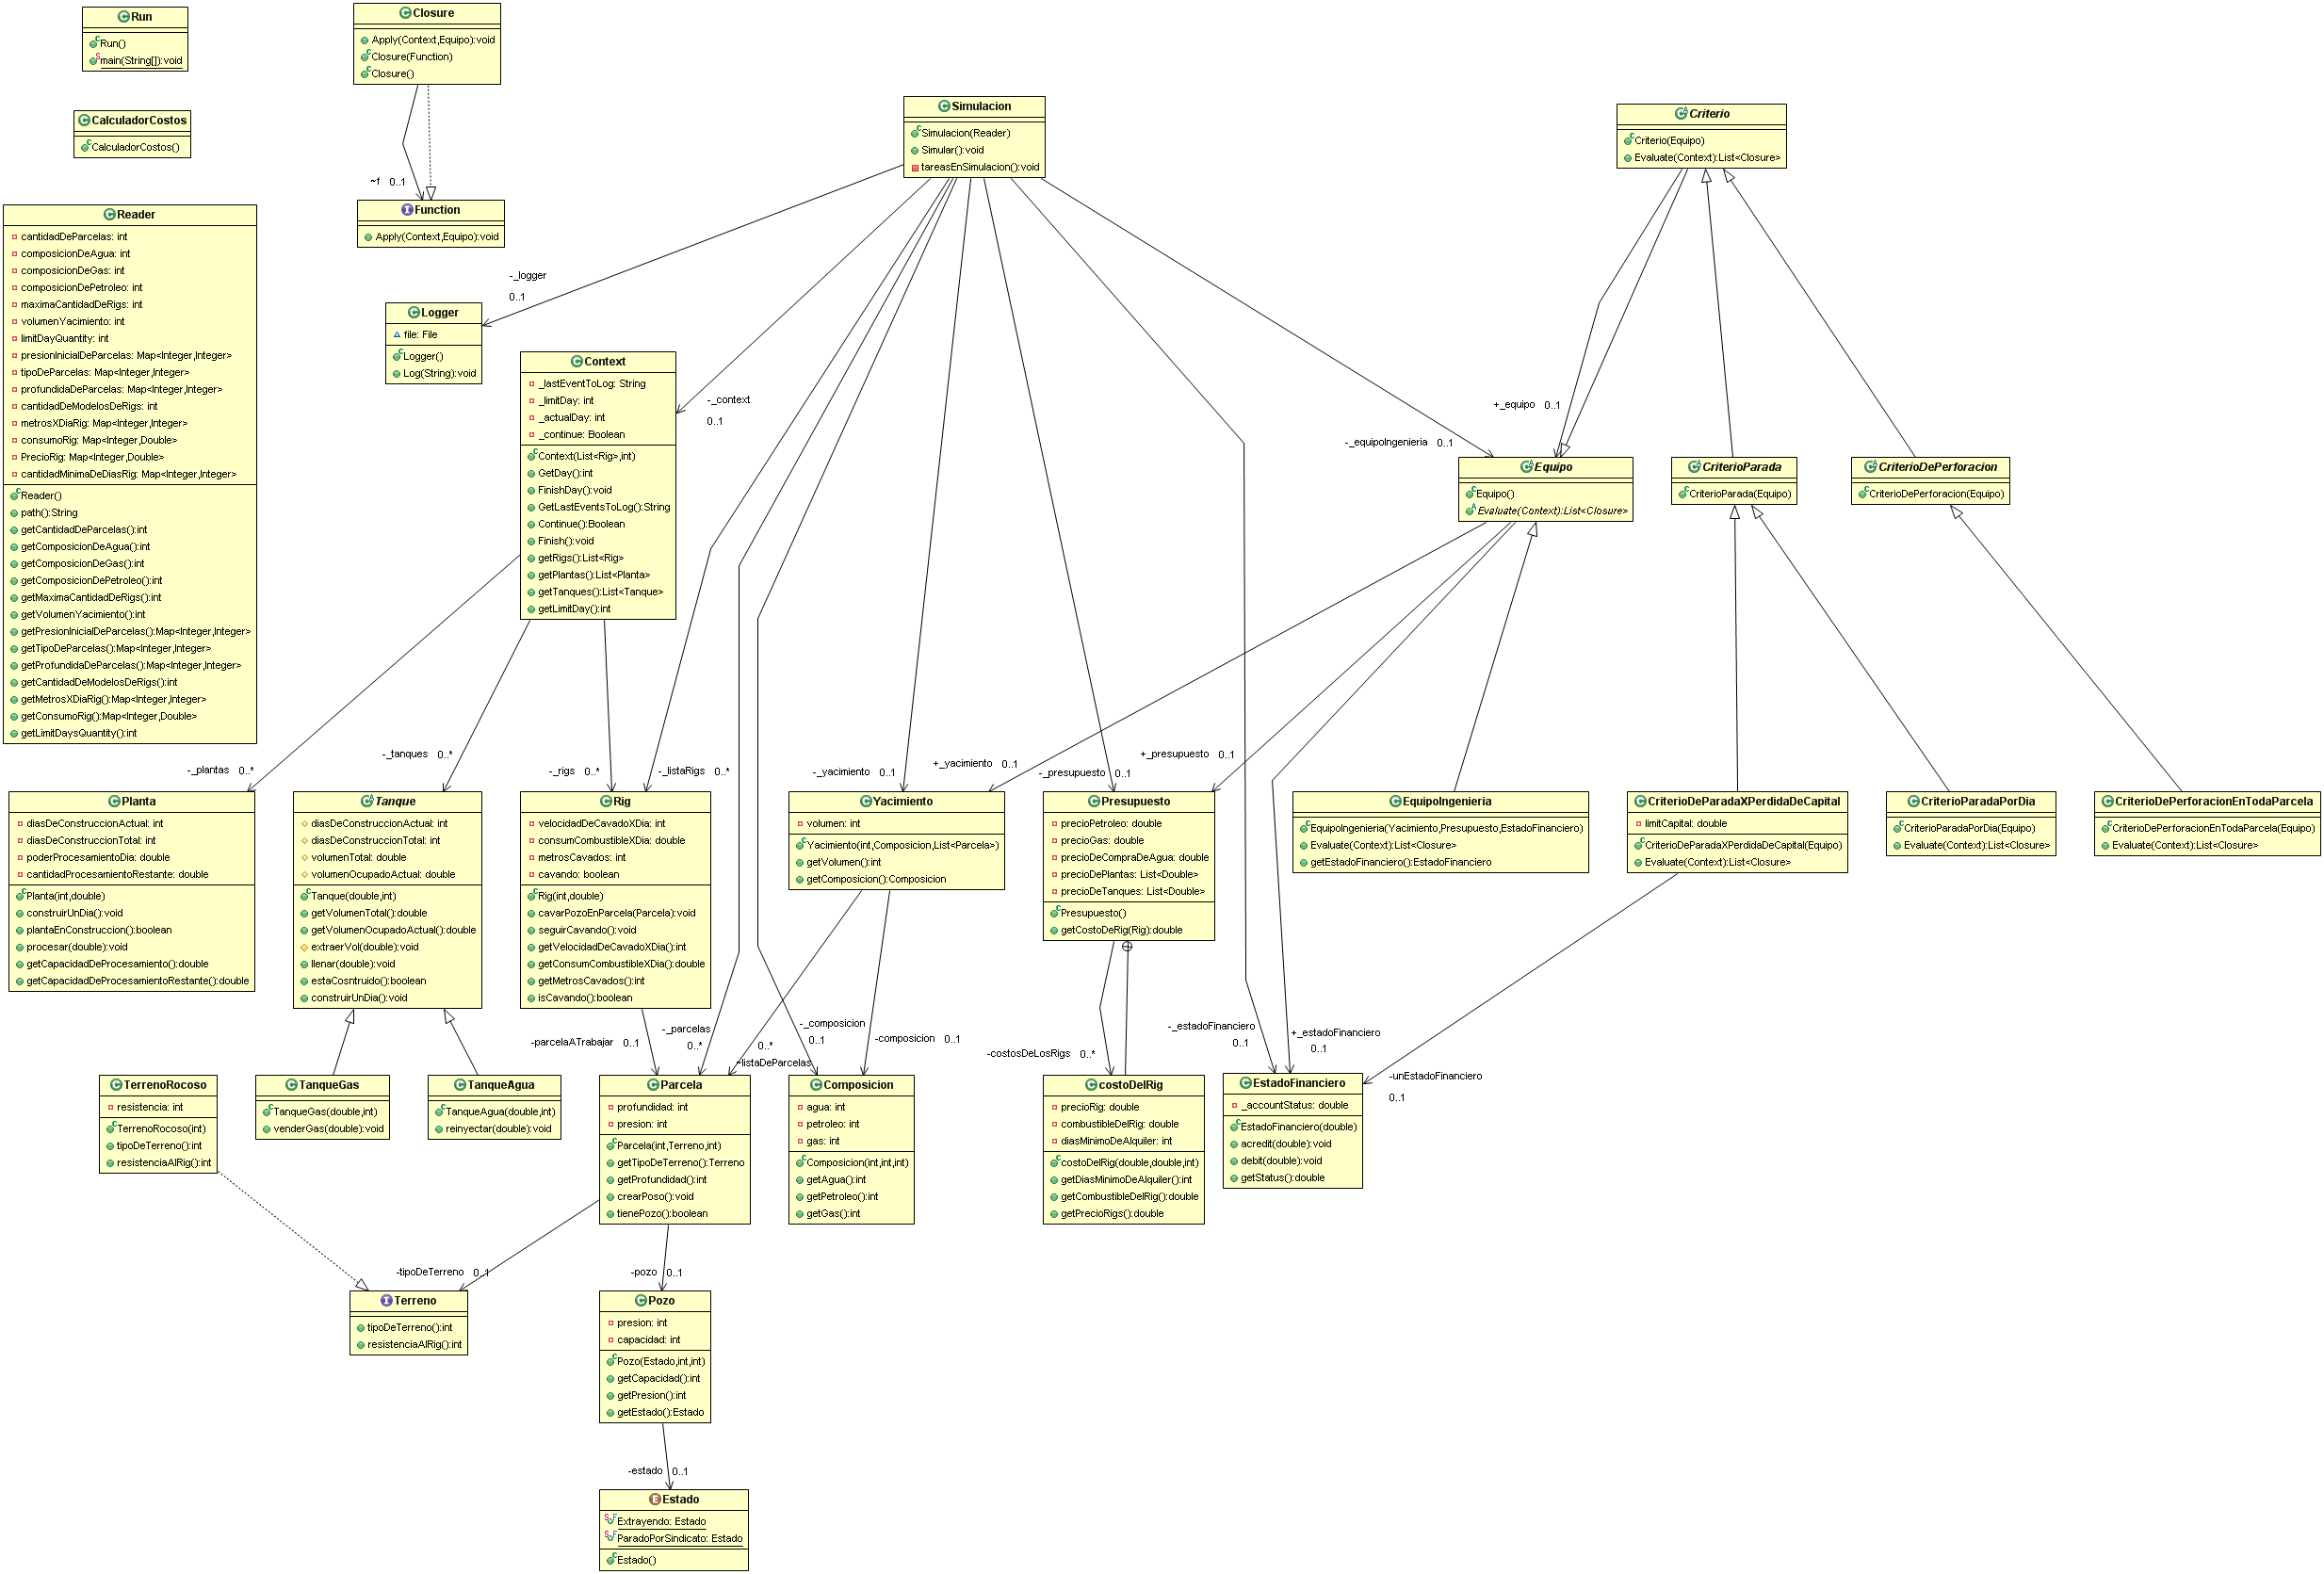 Run
Run()
main(String[]):void
Closure
Apply(Context,Equipo):void
Closure(Function)
Closure()
CalculadorCostos
CalculadorCostos()
~f 0..1
Function
Apply(Context,Equipo):void
Simulacion
Simulacion(Reader)
Simular():void
tareasEnSimulacion():void
Criterio
Criterio(Equipo)
Evaluate(Context):List<Closure>
Reader
cantidadDeParcelas: int
composicionDeAgua: int
composicionDeGas: int
composicionDePetroleo: int
maximaCantidadDeRigs: int
volumenYacimiento: int
limitDayQuantity: int
presionInicialDeParcelas: Map<Integer,Integer>
tipoDeParcelas: Map<Integer,Integer>
profundidaDeParcelas: Map<Integer,Integer>
cantidadDeModelosDeRigs: int
metrosXDiaRig: Map<Integer,Integer>
consumoRig: Map<Integer,Double>
PrecioRig: Map<Integer,Double>
cantidadMinimaDeDiasRig: Map<Integer,Integer>
Reader()
path():String
getCantidadDeParcelas():int
getComposicionDeAgua():int
getComposicionDeGas():int
getComposicionDePetroleo():int
getMaximaCantidadDeRigs():int
getVolumenYacimiento():int
getPresionInicialDeParcelas():Map<Integer,Integer>
getTipoDeParcelas():Map<Integer,Integer>
getProfundidaDeParcelas():Map<Integer,Integer>
getCantidadDeModelosDeRigs():int
getMetrosXDiaRig():Map<Integer,Integer>
getConsumoRig():Map<Integer,Double>
getLimitDaysQuantity():int
-_logger
0..1
Logger
file: File
Logger()
Log(String):void
Context
_lastEventToLog: String
_limitDay: int
_actualDay: int
_continue: Boolean
Context(List<Rig>,int)
GetDay():int
FinishDay():void
GetLastEventsToLog():String
Continue():Boolean
Finish():void
getRigs():List<Rig>
getPlantas():List<Planta>
getTanques():List<Tanque>
getLimitDay():int
-_context
0..1
+_equipo 0..1
-_equipoIngenieria 0..1
Equipo
Equipo()
Evaluate(Context):List<Closure>
CriterioParada
CriterioParada(Equipo)
CriterioDePerforacion
CriterioDePerforacion(Equipo)
-_plantas 0..*
-_tanques 0..*
-_rigs 0..*
-_listaRigs 0..*
-_yacimiento 0..1
+_yacimiento 0..1
-_presupuesto 0..1
+_presupuesto 0..1
Planta
diasDeConstruccionActual: int
diasDeConstruccionTotal: int
poderProcesamientoDia: double
cantidadProcesamientoRestante: double
Planta(int,double)
construirUnDia():void
plantaEnConstruccion():boolean
procesar(double):void
getCapacidadDeProcesamiento():double
getCapacidadDeProcesamientoRestante():double
Tanque
diasDeConstruccionActual: int
diasDeConstruccionTotal: int
volumenTotal: double
volumenOcupadoActual: double
Tanque(double,int)
getVolumenTotal():double
getVolumenOcupadoActual():double
extraerVol(double):void
llenar(double):void
estaCosntruido():boolean
construirUnDia():void
Rig
velocidadDeCavadoXDia: int
consumCombustibleXDia: double
metrosCavados: int
cavando: boolean
Rig(int,double)
cavarPozoEnParcela(Parcela):void
seguirCavando():void
getVelocidadDeCavadoXDia():int
getConsumCombustibleXDia():double
getMetrosCavados():int
isCavando():boolean
Yacimiento
volumen: int
Yacimiento(int,Composicion,List<Parcela>)
getVolumen():int
getComposicion():Composicion
Presupuesto
precioPetroleo: double
precioGas: double
precioDeCompraDeAgua: double
precioDePlantas: List<Double>
precioDeTanques: List<Double>
Presupuesto()
getCostoDeRig(Rig):double
EquipoIngenieria
EquipoIngenieria(Yacimiento,Presupuesto,EstadoFinanciero)
Evaluate(Context):List<Closure>
getEstadoFinanciero():EstadoFinanciero
CriterioDeParadaXPerdidaDeCapital
limitCapital: double
CriterioDeParadaXPerdidaDeCapital(Equipo)
Evaluate(Context):List<Closure>
CriterioParadaPorDia
CriterioParadaPorDia(Equipo)
Evaluate(Context):List<Closure>
CriterioDePerforacionEnTodaParcela
CriterioDePerforacionEnTodaParcela(Equipo)
Evaluate(Context):List<Closure>
-parcelaATrabajar 0..1
-_parcelas
0..*
~listaDeParcelas
0..*
-_composicion
0..1
-composicion 0..1
-costosDeLosRigs 0..*
-_estadoFinanciero
0..1
+_estadoFinanciero
0..1
-unEstadoFinanciero
0..1
TerrenoRocoso
resistencia: int
TerrenoRocoso(int)
tipoDeTerreno():int
resistenciaAlRig():int
TanqueGas
TanqueGas(double,int)
venderGas(double):void
TanqueAgua
TanqueAgua(double,int)
reinyectar(double):void
Parcela
profundidad: int
presion: int
Parcela(int,Terreno,int)
getTipoDeTerreno():Terreno
getProfundidad():int
crearPoso():void
tienePozo():boolean
Composicion
agua: int
petroleo: int
gas: int
Composicion(int,int,int)
getAgua():int
getPetroleo():int
getGas():int
costoDelRig
precioRig: double
combustibleDelRig: double
diasMinimoDeAlquiler: int
costoDelRig(double,double,int)
getDiasMinimoDeAlquiler():int
getCombustibleDelRig():double
getPrecioRigs():double
EstadoFinanciero
_accountStatus: double
EstadoFinanciero(double)
acredit(double):void
debit(double):void
getStatus():double
-tipoDeTerreno 0..1
-pozo 0..1
Terreno
tipoDeTerreno():int
resistenciaAlRig():int
Pozo
presion: int
capacidad: int
Pozo(Estado,int,int)
getCapacidad():int
getPresion():int
getEstado():Estado
-estado 0..1
Estado
Extrayendo: Estado
ParadoPorSindicato: Estado
Estado()